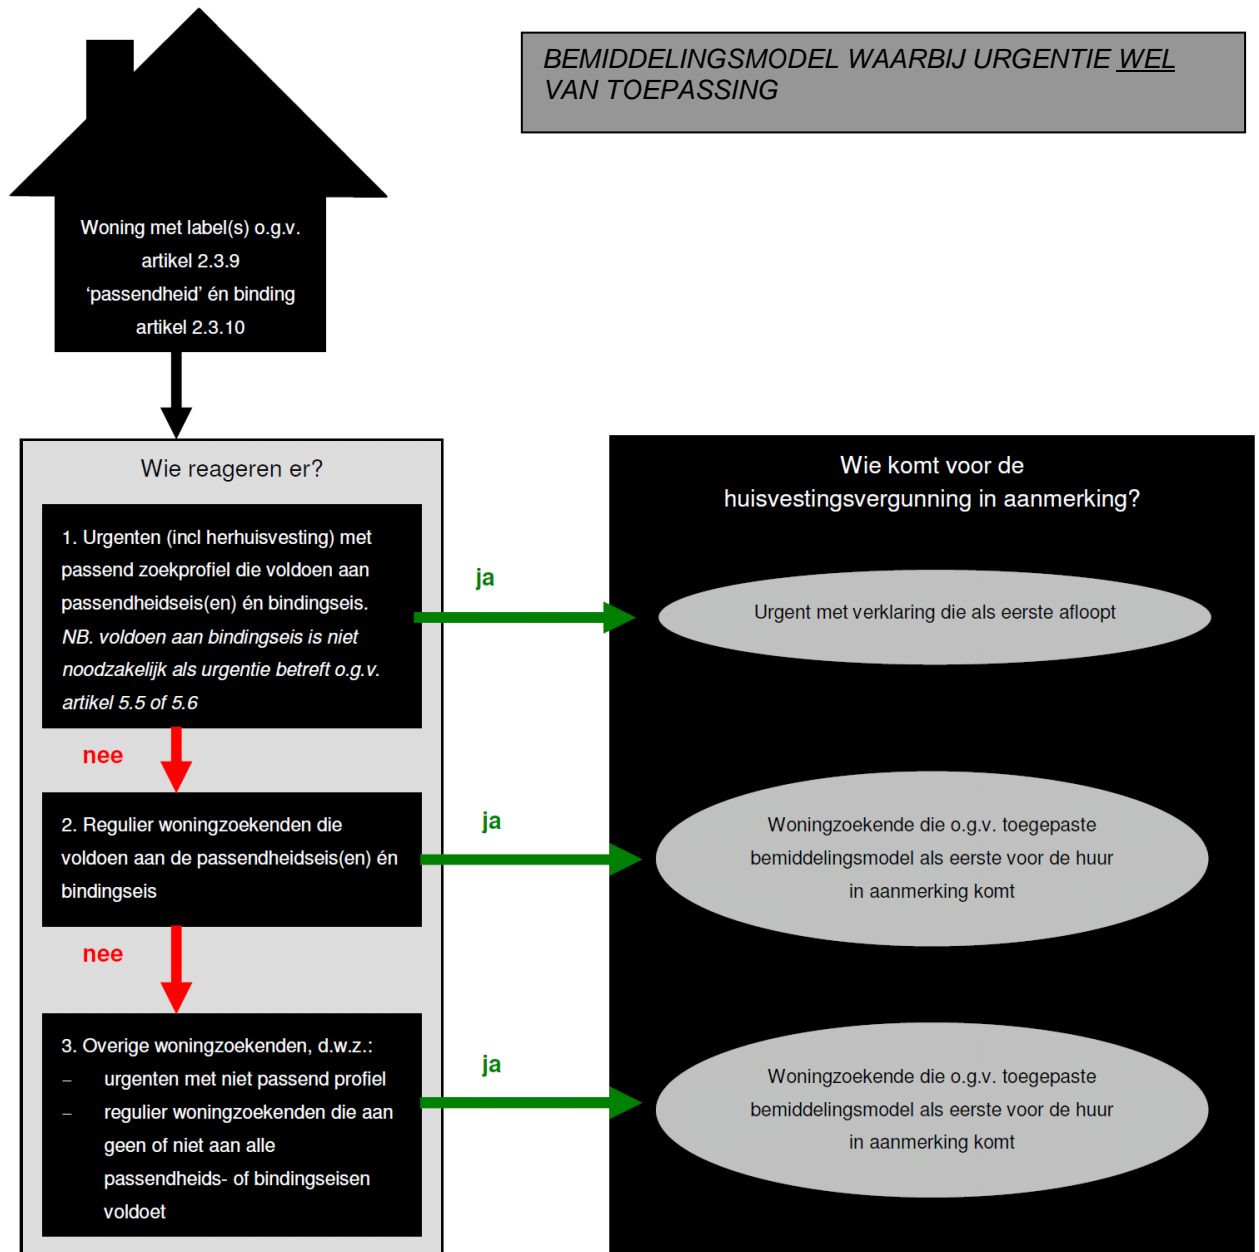 BEMIDDELINGSMODEL WAARBIJ URGENTIE WEL
VAN TOEPASSING
Woning met label(s) o.g.v.
artikel 2.3.9
‘passendheid’ én binding
artikel 2.3.10
Wie reageren er?
1. Urgenten (incl herhuisvesting) met
passend zoekprofiel die voldoen aan
passendheidseis(en) én bindingseis.
NB. voldoen aan bindingseis is niet
noodzakelijk als urgentie betreft o.g.v.
artikel 5.5 of 5.6
nee
2. Regulier woningzoekenden die
voldoen aan de passendheidseis(en) én
bindingseis
nee
3. Overige woningzoekenden, d.w.z.:
– urgenten met niet passend profiel
– regulier woningzoekenden die aan
geen of niet aan alle
passendheids- of bindingseisen
voldoet
ja
ja
ja
Wie komt voor de
huisvestingsvergunning in aanmerking?
Urgent met verklaring die als eerste afloopt
Woningzoekende die o.g.v. toegepaste
bemiddelingsmodel als eerste voor de huur
in aanmerking komt
Woningzoekende die o.g.v. toegepaste
bemiddelingsmodel als eerste voor de huur
in aanmerking komt